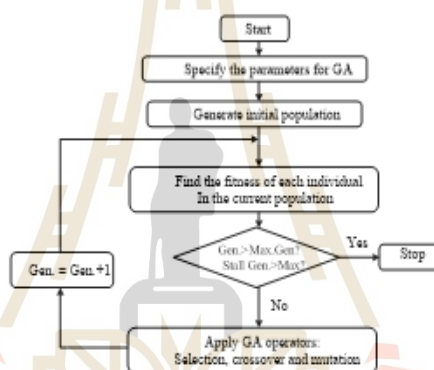 Start
Specify the parameters for GA
Generate initial population
Find the fitness of each individual
In the current population
Gen.>Max.Gen?
Stall Gen.>Max?
Yes
Stop
No
Gen. = Gen.+1
Apply GA operators:
Selection, crossover and mutation